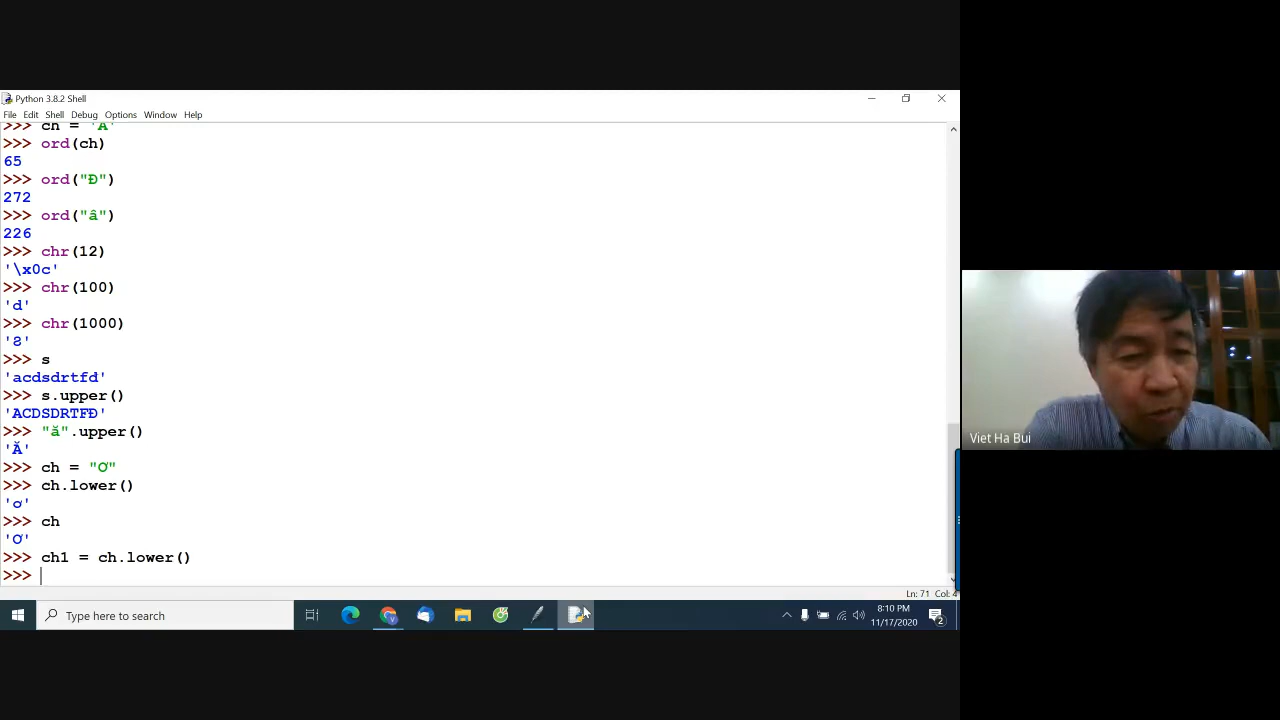 Python 3.8.2 Shell
File Edit Shell Debug Options Window Help
>>> ch = 'A'
>>> ord(ch)
65
>>> ord("Đ")
272
>>> ord("â")
226
>>> chr(12)
'\x0c'
>>> chr(100)
'd'
>>> chr(1000)
'Ϩ'
>>> s
'acdsdrtfđ'
>>> s.upper()
'ACDSDRTFĐ'
>>> "ă".upper()
'Ă'
>>> ch = "Ơ"
>>> ch.lower()
'ơ'
>>> ch
'Ơ'
>>> ch1 = ch.lower()
>>>
Ln: 71 Col: 4
Type here to search
8:10 PM
11/17/2020
2
Viet Ha Bui